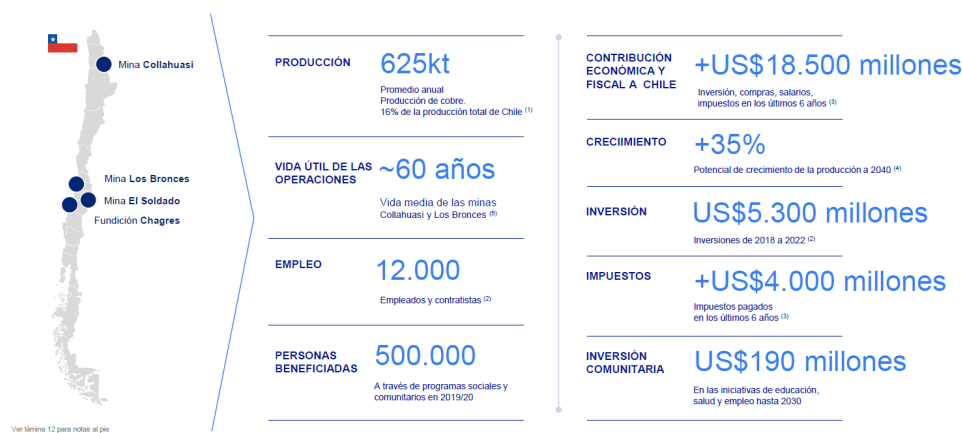 Mina Collahuasi
Mina Los Bronces
Mina El Soldado
Fundición Chagres
Ver lámina 12 para notas al pie
PRODUCCIÓN
625kt
Promedio anual
Producción de cobre.
16% de la producción total de Chile (1)
VIDA ÚTIL DE LAS
OPERACIONES
~60 años
Vida media de las minas
Collahuasi y Los Bronces (5)
EMPLEO
12.000
Empleados y contratistas (2)
PERSONAS
BENEFICIADAS
500.000
A través de programas sociales y
comunitarios en 2019/20
CONTRIBUCIÓN
ECONÓMICA Y
FISCAL A CHILE
+US$18.500 millones
Inversión, compras, salarios,
impuestos en los últimos 6 años (3)
CRECIIMIENTO
+35%
Potencial de crecimiento de la producción a 2040 (4)
INVERSIÓN
US$5.300 millones
Inversiones de 2018 a 2022 (2)
IMPUESTOS
+US$4.000 millones
Impuestos pagados
en los últimos 6 años (3)
INVERSIÓN
COMUNITARIA
US$190 millones
En las iniciativas de educación,
salud y empleo hasta 2030